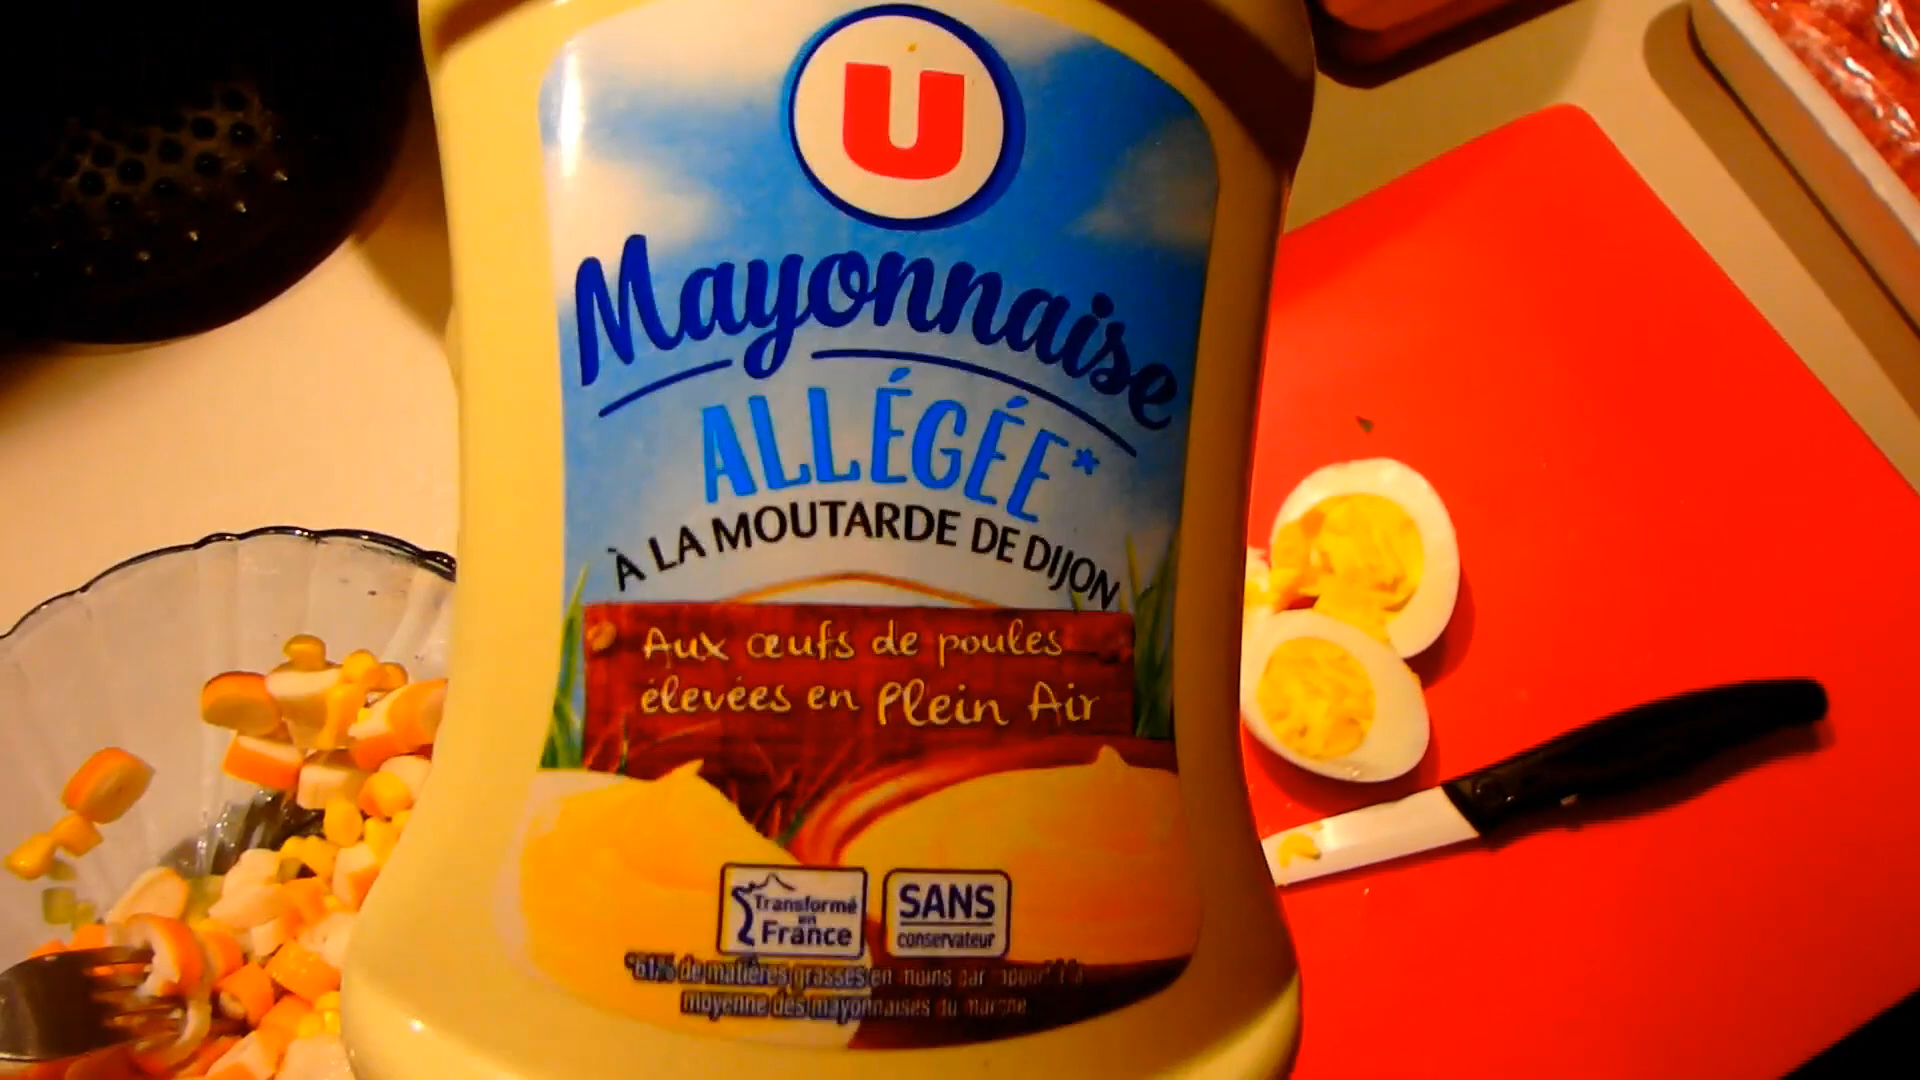 U
Mayonnaise
ALLÉGÉE*
À LA MOUTARDE DE DIJON
Aux œufs de poules
élevées en Plein Air
Transformé
en
France
SANS
conservateur
*61% de matières grasses en moins par rapport à la
moyenne des mayonnaises du marché